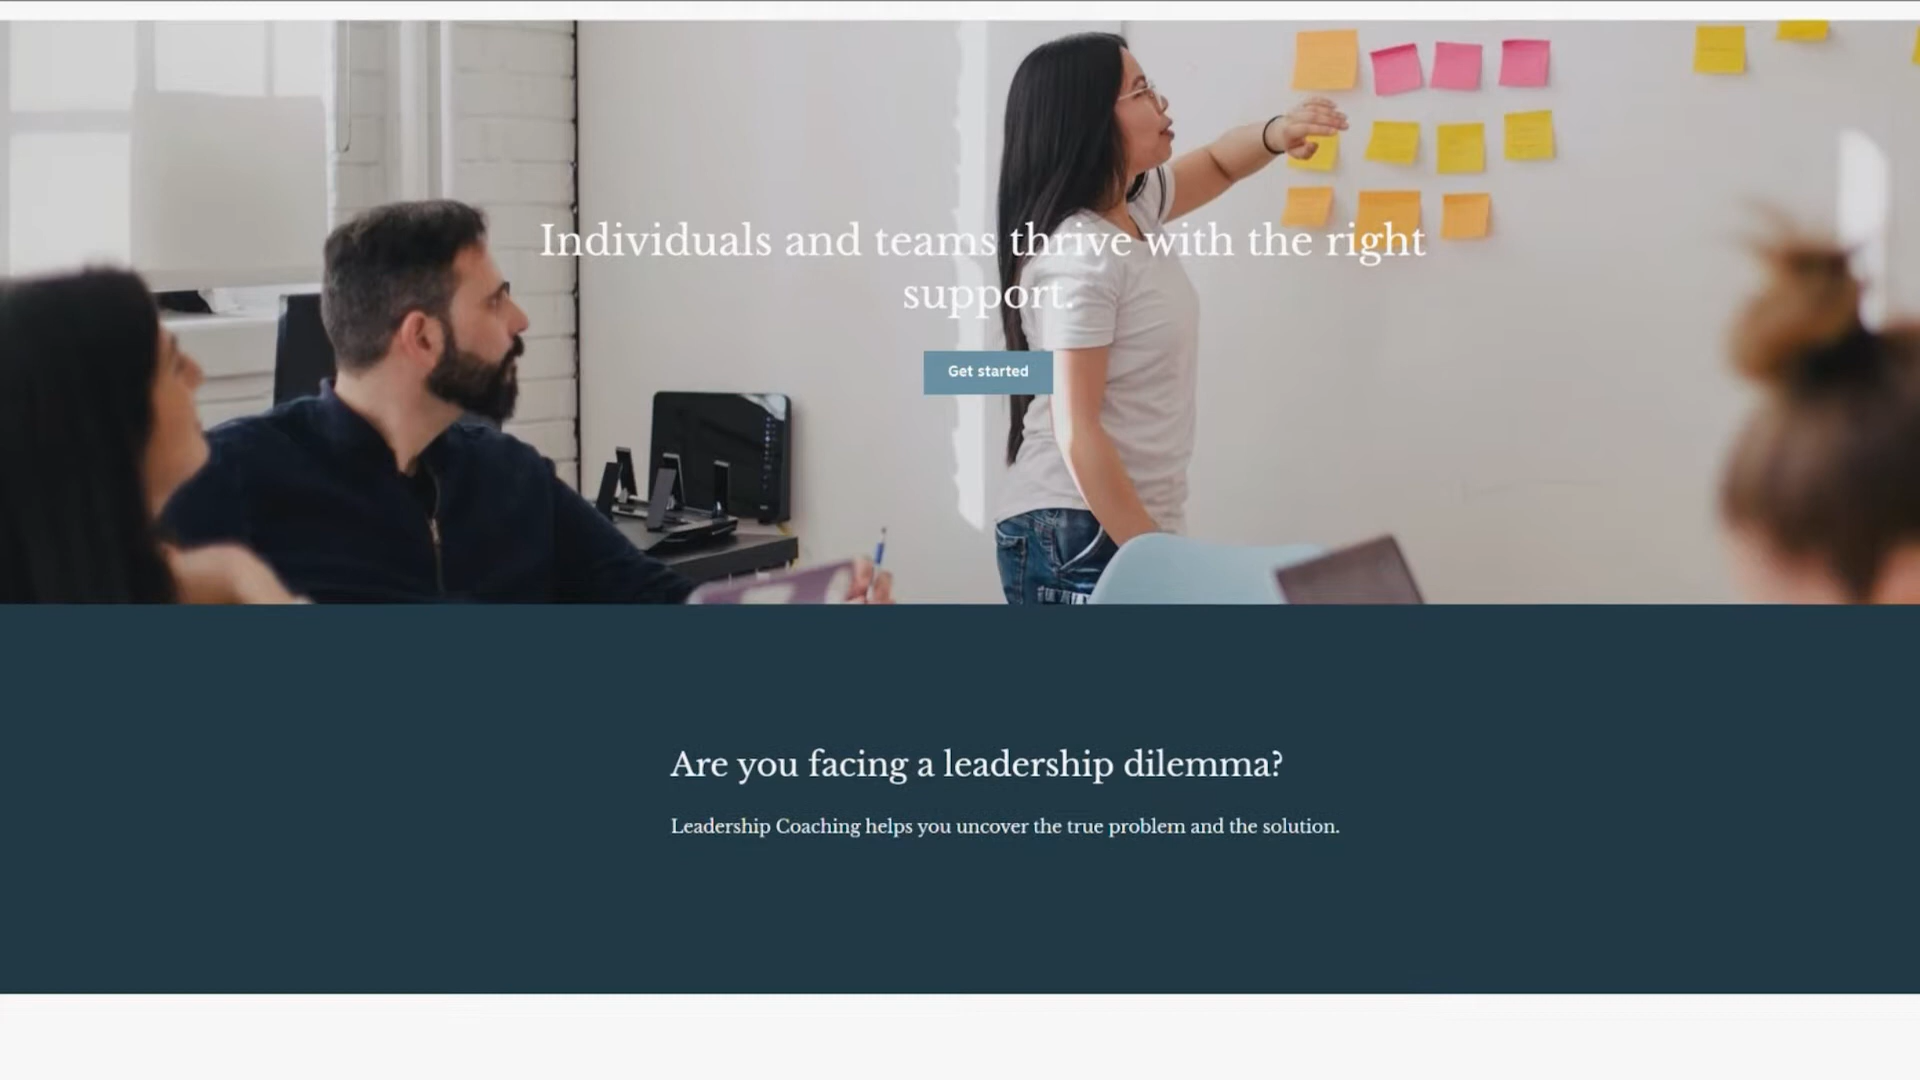 Individuals and teams thrive with the right
support.
Get started
Are you facing a leadership dilemma?
Leadership Coaching helps you uncover the true problem and the solution.